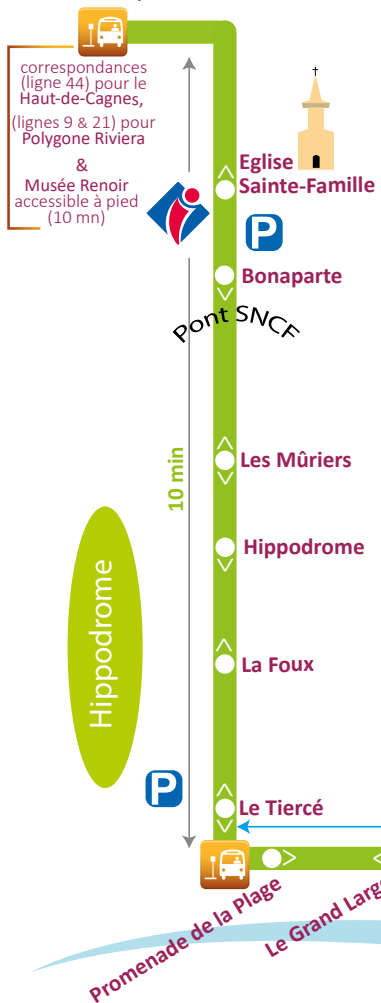 correspondances
(ligne 44) pour le
Haut-de-Cagnes,
(lignes 9 & 21) pour
Polygone Riviera
&
Musée Renoir
accessible à pied
(10 mn)
Eglise
Sainte-Famille
P
Bonaparte
Pont SNCF
Les Mûriers
10 min
Hippodrome
Hippodrome
La Foux
P
Le Tiercé
Promenade de la Plage
Le Grand Large